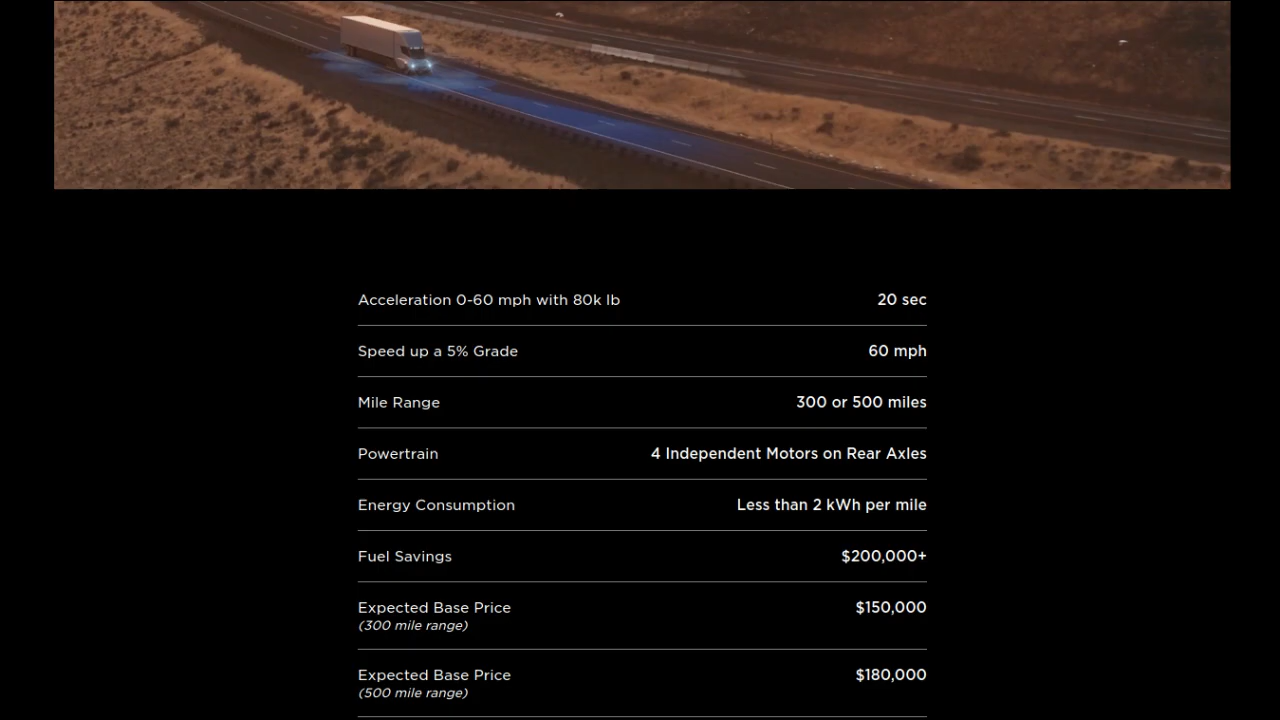 Acceleration 0-60 mph with 80k lb 20 sec
Speed up a 5% Grade 60 mph
Mile Range 300 or 500 miles
Powertrain 4 Independent Motors on Rear Axles
Energy Consumption Less than 2 kWh per mile
Fuel Savings $200,000+
Expected Base Price $150,000
(300 mile range)
Expected Base Price $180,000
(500 mile range)